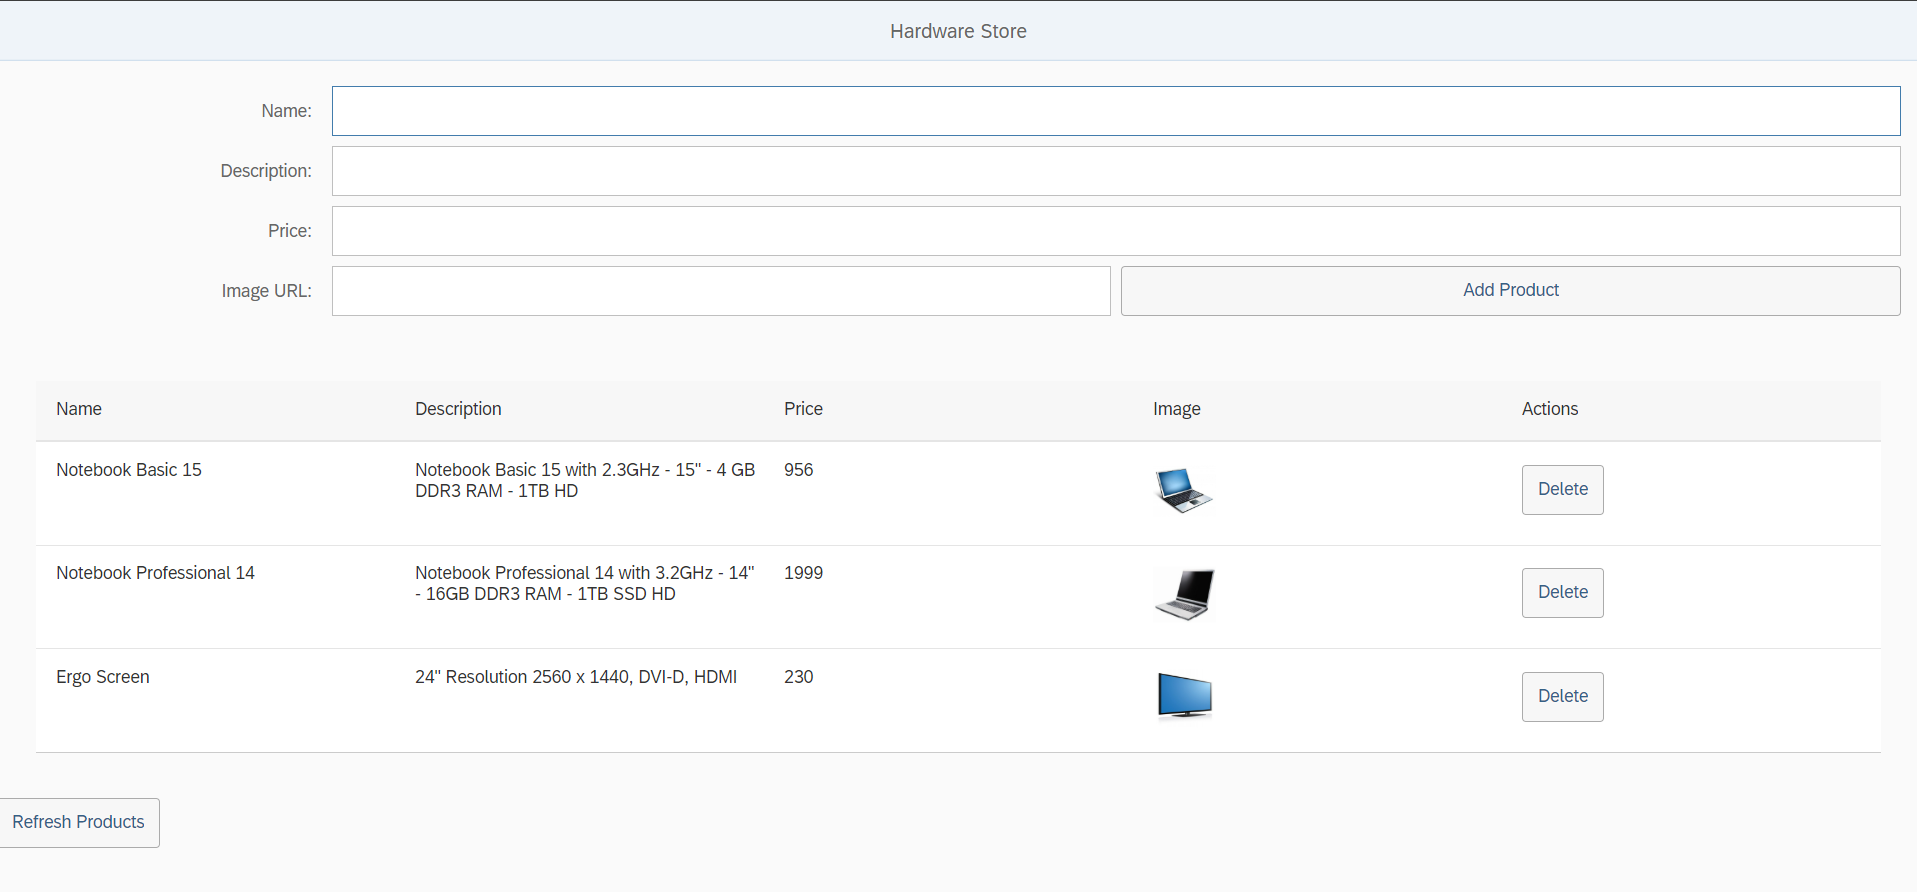 Hardware Store
Name:
Description:
Price:
Image URL:
Add Product
Name Description Price Image Actions
Notebook Basic 15 Notebook Basic 15 with 2.3GHz - 15" - 4 GB 956 Delete
DDR3 RAM - 1TB HD
Notebook Professional 14 Notebook Professional 14 with 3.2GHz - 14" 1999 Delete
- 16GB DDR3 RAM - 1TB SSD HD
Ergo Screen 24" Resolution 2560 x 1440, DVI-D, HDMI 230 Delete
Refresh Products